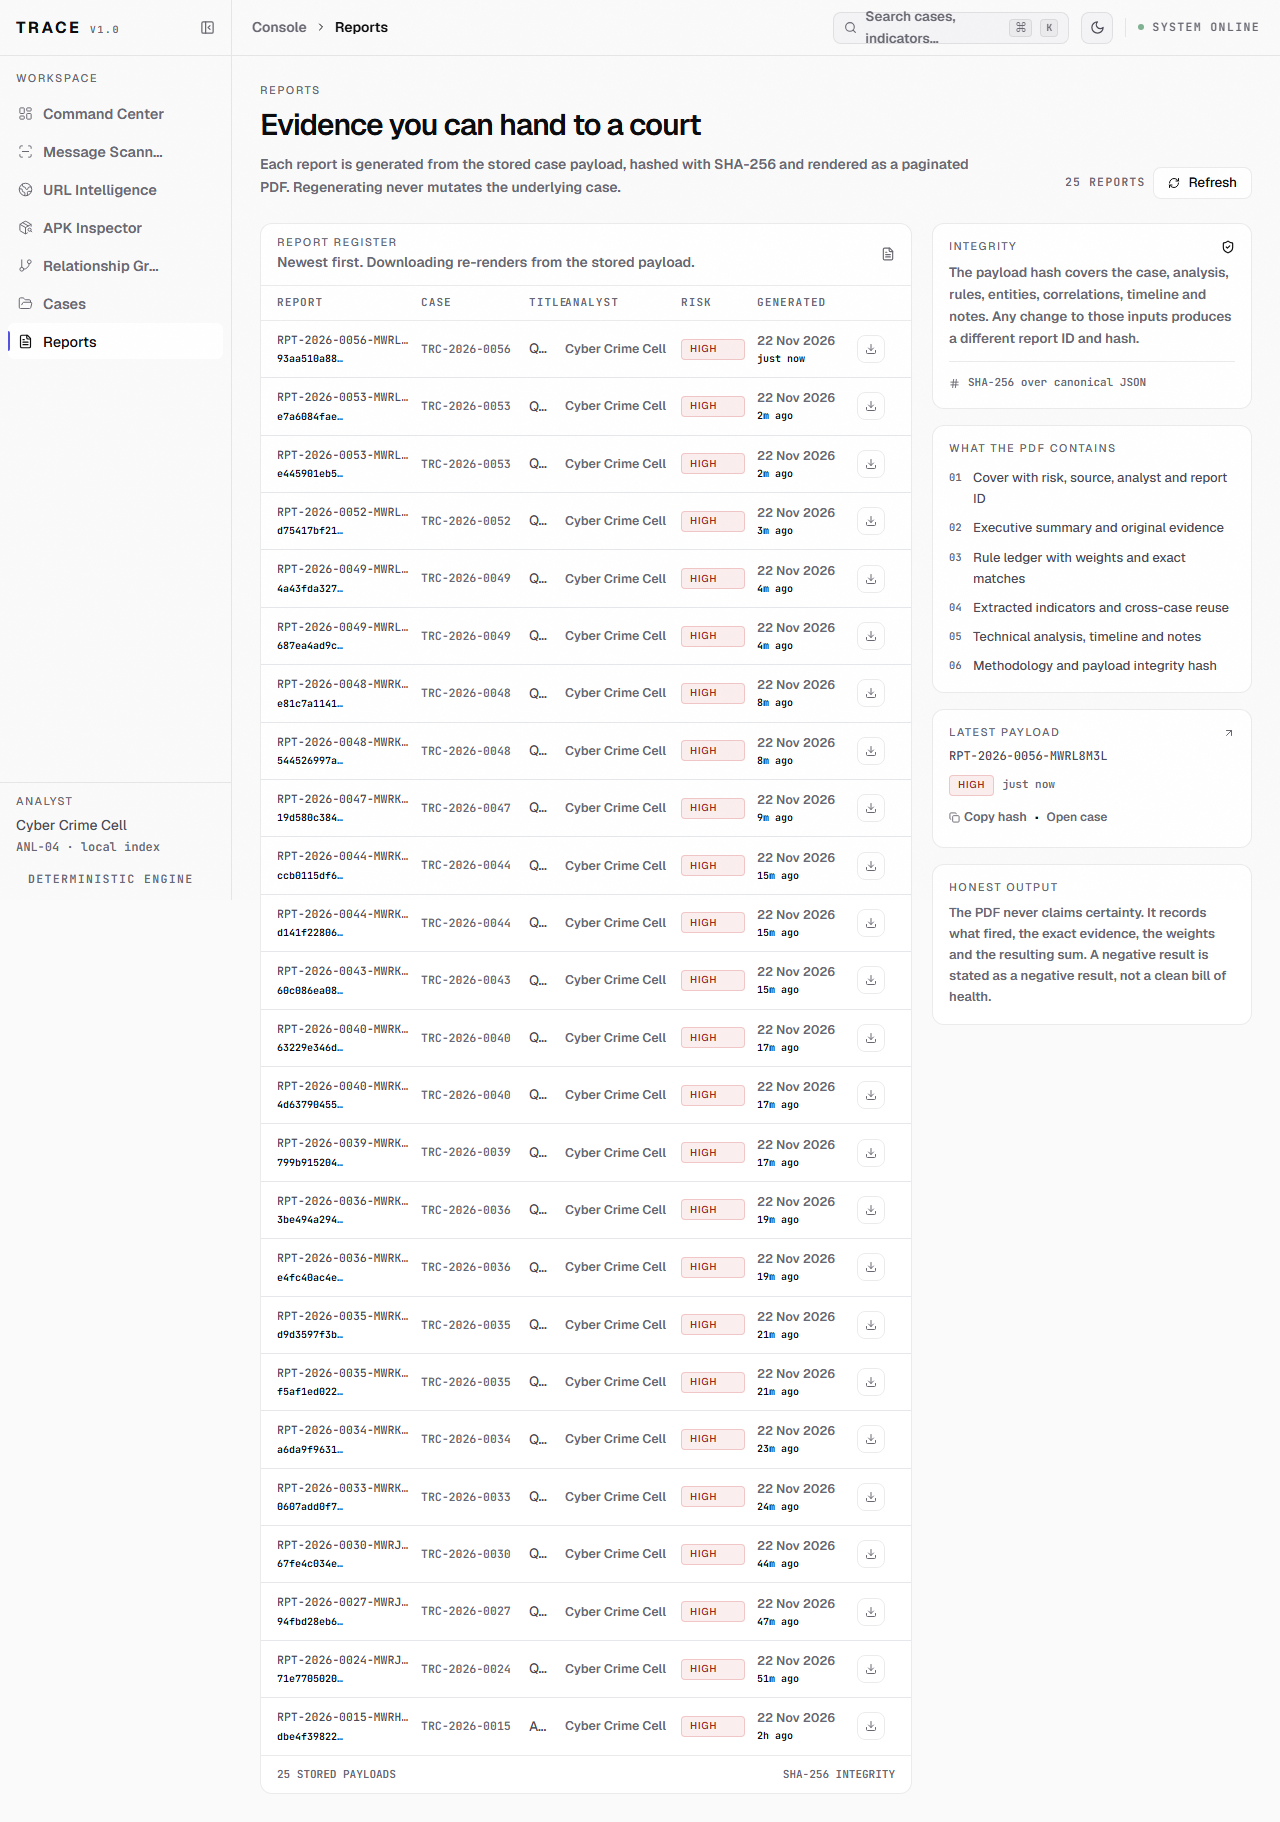 TRACE V1.0
Console > Reports
Search cases,
indicators...
⌘ K
SYSTEM ONLINE
WORKSPACE
Command Center
Message Scann...
URL Intelligence
APK Inspector
Relationship Gr...
Cases
Reports
ANALYST
Cyber Crime Cell
ANL-04 · local index
DETERMINISTIC ENGINE
REPORTS
Evidence you can hand to a court
Each report is generated from the stored case payload, hashed with SHA-256 and rendered as a paginated
PDF. Regenerating never mutates the underlying case.
25 REPORTS Refresh
REPORT REGISTER
Newest first. Downloading re-renders from the stored payload.
REPORT CASE TITLE ANALYST RISK GENERATED
RPT-2026-0056-MWRL… TRC-2026-0056 Q... Cyber Crime Cell HIGH 22 Nov 2026
93aa510a88… just now
RPT-2026-0053-MWRL… TRC-2026-0053 Q... Cyber Crime Cell HIGH 22 Nov 2026
e7a6084fae… 2m ago
RPT-2026-0053-MWRL… TRC-2026-0053 Q... Cyber Crime Cell HIGH 22 Nov 2026
e445901eb5… 2m ago
RPT-2026-0052-MWRL… TRC-2026-0052 Q... Cyber Crime Cell HIGH 22 Nov 2026
d75417bf21… 3m ago
RPT-2026-0049-MWRL… TRC-2026-0049 Q... Cyber Crime Cell HIGH 22 Nov 2026
4a43fda327… 4m ago
RPT-2026-0049-MWRL… TRC-2026-0049 Q... Cyber Crime Cell HIGH 22 Nov 2026
687ea4ad9c… 4m ago
RPT-2026-0048-MWRK… TRC-2026-0048 Q... Cyber Crime Cell HIGH 22 Nov 2026
e81c7a1141… 8m ago
RPT-2026-0048-MWRK… TRC-2026-0048 Q... Cyber Crime Cell HIGH 22 Nov 2026
544526997a… 8m ago
RPT-2026-0047-MWRK… TRC-2026-0047 Q... Cyber Crime Cell HIGH 22 Nov 2026
19d580c384… 9m ago
RPT-2026-0044-MWRK… TRC-2026-0044 Q... Cyber Crime Cell HIGH 22 Nov 2026
ccb0115df6… 15m ago
RPT-2026-0044-MWRK… TRC-2026-0044 Q... Cyber Crime Cell HIGH 22 Nov 2026
d141f22806… 15m ago
RPT-2026-0043-MWRK… TRC-2026-0043 Q... Cyber Crime Cell HIGH 22 Nov 2026
60c086ea08… 15m ago
RPT-2026-0040-MWRK… TRC-2026-0040 Q... Cyber Crime Cell HIGH 22 Nov 2026
63229e346d… 17m ago
RPT-2026-0040-MWRK… TRC-2026-0040 Q... Cyber Crime Cell HIGH 22 Nov 2026
4d63790455… 17m ago
RPT-2026-0039-MWRK… TRC-2026-0039 Q... Cyber Crime Cell HIGH 22 Nov 2026
799b915204… 17m ago
RPT-2026-0036-MWRK… TRC-2026-0036 Q... Cyber Crime Cell HIGH 22 Nov 2026
3be494a294… 19m ago
RPT-2026-0036-MWRK… TRC-2026-0036 Q... Cyber Crime Cell HIGH 22 Nov 2026
e4fc40ac4e… 19m ago
RPT-2026-0035-MWRK… TRC-2026-0035 Q... Cyber Crime Cell HIGH 22 Nov 2026
d9d3597f3b… 21m ago
RPT-2026-0035-MWRK… TRC-2026-0035 Q... Cyber Crime Cell HIGH 22 Nov 2026
f5af1ed022… 21m ago
RPT-2026-0034-MWRK… TRC-2026-0034 Q... Cyber Crime Cell HIGH 22 Nov 2026
a6da9f9631… 23m ago
RPT-2026-0033-MWRK… TRC-2026-0033 Q... Cyber Crime Cell HIGH 22 Nov 2026
0607add0f7… 24m ago
RPT-2026-0030-MWRJ… TRC-2026-0030 Q... Cyber Crime Cell HIGH 22 Nov 2026
67fe4c034e… 44m ago
RPT-2026-0027-MWRJ… TRC-2026-0027 Q... Cyber Crime Cell HIGH 22 Nov 2026
94fbd28eb6… 47m ago
RPT-2026-0024-MWRJ… TRC-2026-0024 Q... Cyber Crime Cell HIGH 22 Nov 2026
71e7705020… 51m ago
RPT-2026-0015-MWRH… TRC-2026-0015 A... Cyber Crime Cell HIGH 22 Nov 2026
dbe4f39822… 2h ago
25 STORED PAYLOADS SHA-256 INTEGRITY
INTEGRITY
The payload hash covers the case, analysis,
rules, entities, correlations, timeline and
notes. Any change to those inputs produces
a different report ID and hash.
# SHA-256 over canonical JSON
WHAT THE PDF CONTAINS
01 Cover with risk, source, analyst and report
ID
02 Executive summary and original evidence
03 Rule ledger with weights and exact
matches
04 Extracted indicators and cross-case reuse
05 Technical analysis, timeline and notes
06 Methodology and payload integrity hash
LATEST PAYLOAD
RPT-2026-0056-MWRL8M3L
HIGH just now
Copy hash · Open case
HONEST OUTPUT
The PDF never claims certainty. It records
what fired, the exact evidence, the weights
and the resulting sum. A negative result is
stated as a negative result, not a clean bill of
health.